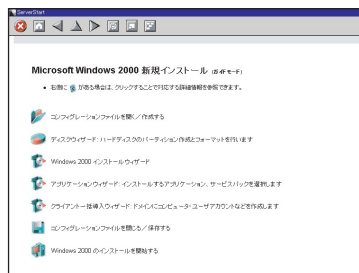 ServerStart
Microsoft Windows 2000 新規インストール (ガイドモード)
右側に がある場合は、クリックすることで対応する詳細情報を参照できます。
コンフィグレーションファイルを開く／作成する
ディスクウィザード: ハードディスクのパーティション作成とフォーマットを行います
Windows 2000 インストールウィザード
アプリケーションウィザード: インストールするアプリケーション、サービスパックを選択します
クライアント一括導入ウィザード: ドメインにコンピュータ・ユーザアカウントなどを作成します
コンフィグレーションファイルを閉じる／保存する
Windows 2000 のインストールを開始する